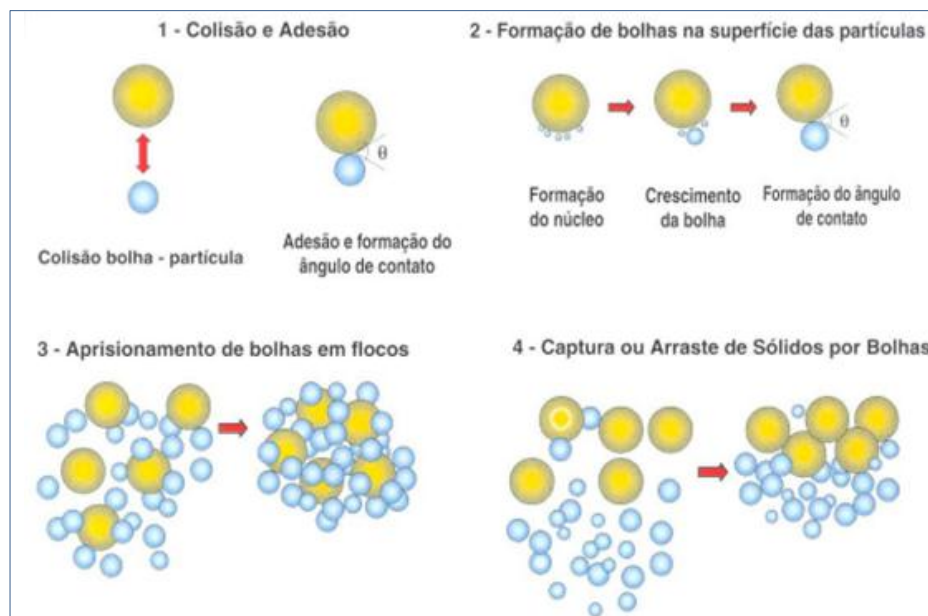 1 - Colisão e Adesão
θ
Colisão bolha - partícula
Adesão e formação do
ângulo de contato
2 - Formação de bolhas na superfície das partículas
θ
Formação
do núcleo
Crescimento
da bolha
Formação do ângulo
de contato
3 - Aprisionamento de bolhas em flocos
4 - Captura ou Arraste de Sólidos por Bolhas